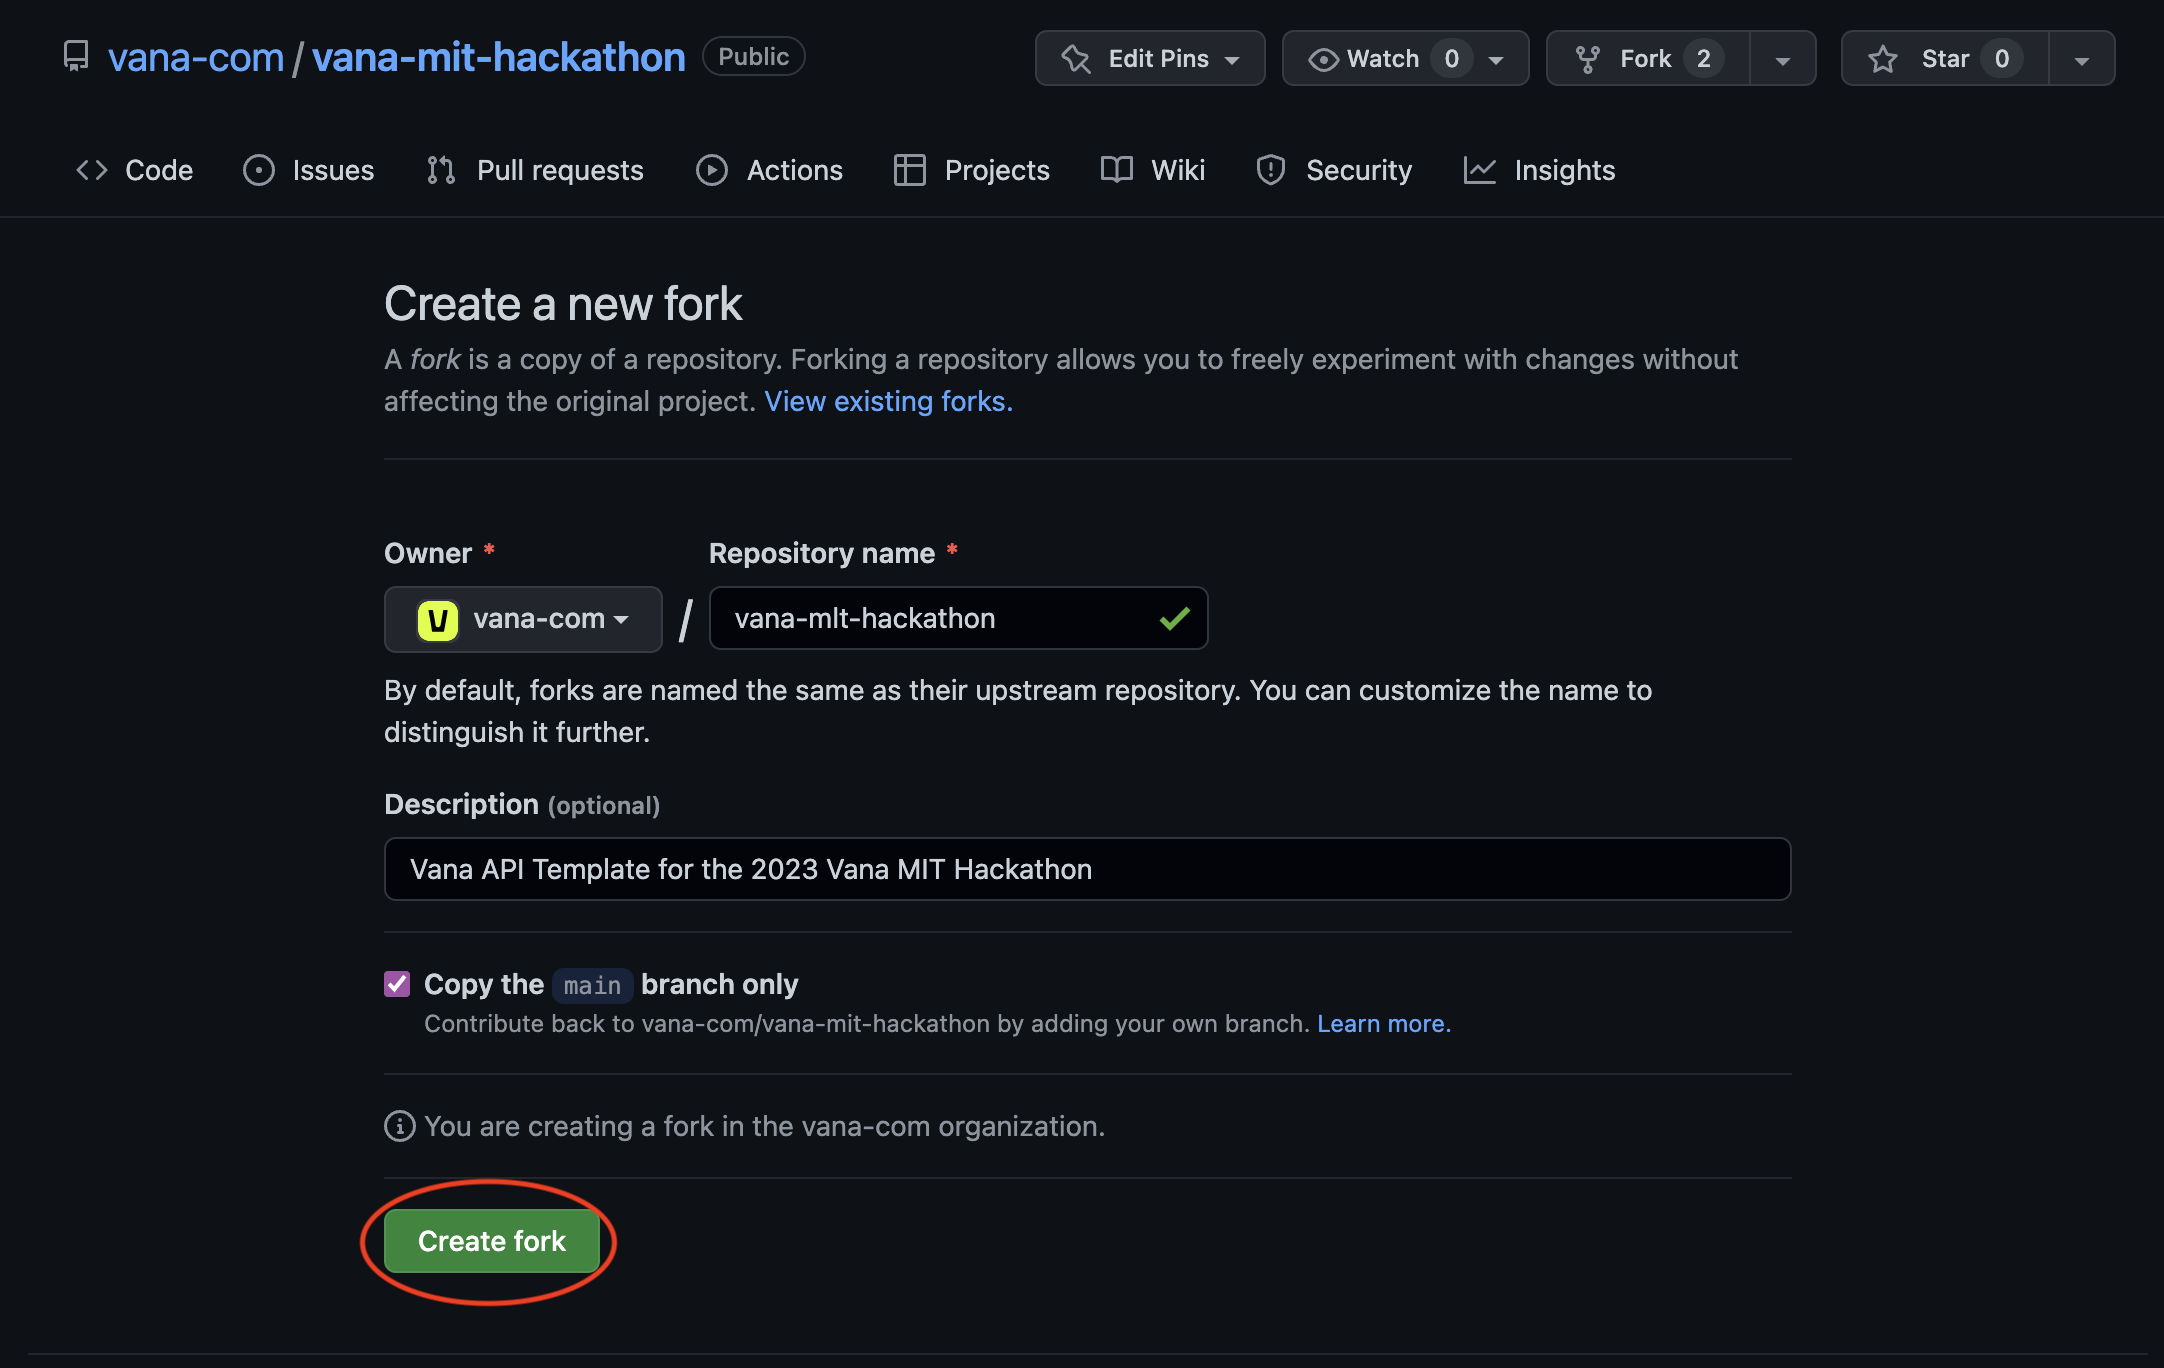 vana-com / vana-mit-hackathon Public Edit Pins Watch 0 Fork 2 Star 0
Code Issues Pull requests Actions Projects Wiki Security Insights
Create a new fork
A fork is a copy of a repository. Forking a repository allows you to freely experiment with changes without
affecting the original project. View existing forks.
Owner * Repository name *
vana-com / vana-mlt-hackathon
By default, forks are named the same as their upstream repository. You can customize the name to
distinguish it further.
Description (optional)
Vana API Template for the 2023 Vana MIT Hackathon
Copy the main branch only
Contribute back to vana-com/vana-mit-hackathon by adding your own branch. Learn more.
You are creating a fork in the vana-com organization.
Create fork